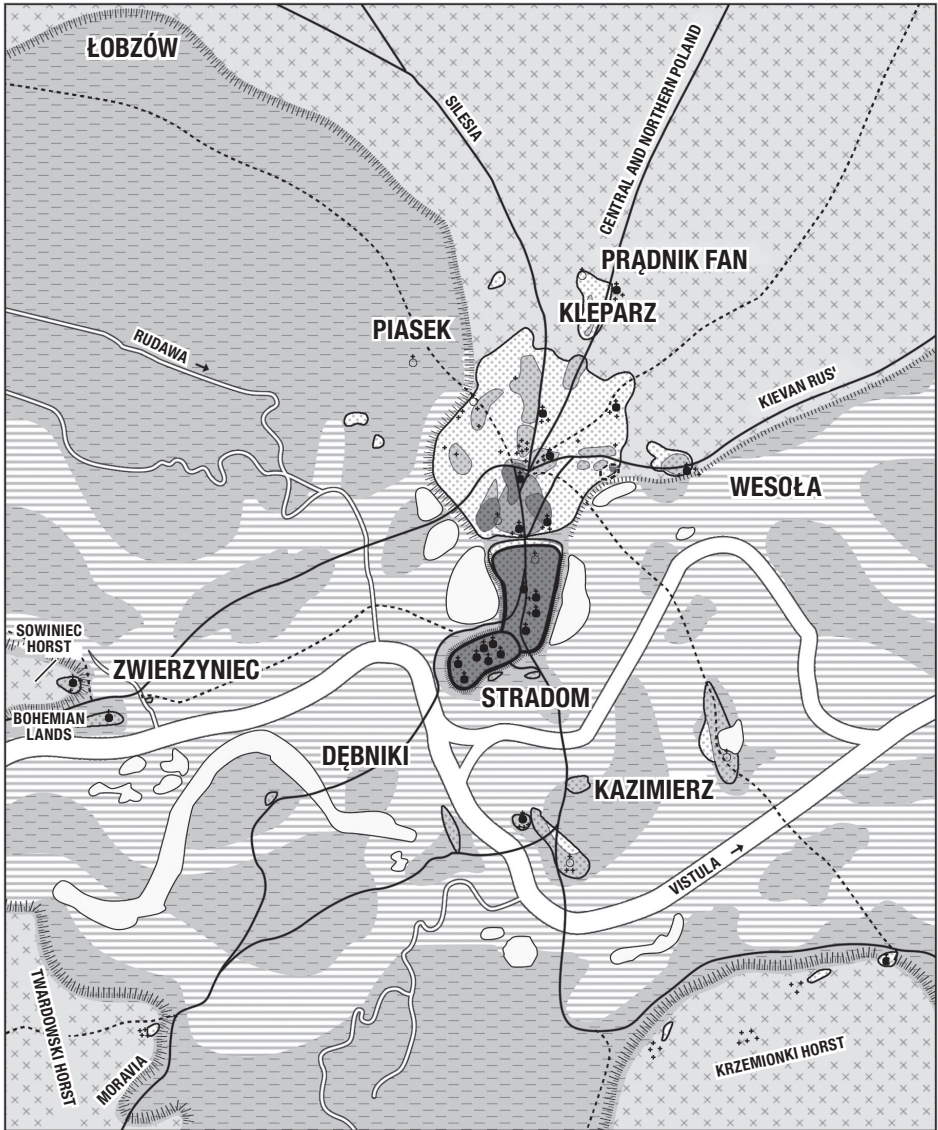 ŁOBZÓW
SILESIA
CENTRAL AND NORTHERN POLAND
PRĄDNIK FAN
KLEPARZ
PIASEK
RUDAWA →
KIEVAN RUS'
WESOŁA
SOWINIEC
HORST
ZWIERZYNIEC
BOHEMIAN
LANDS
STRADOM
DĘBNIKI
KAZIMIERZ
VISTULA →
TWARDOWSKI HORST
MORAVIA
KRZEMIONKI HORST